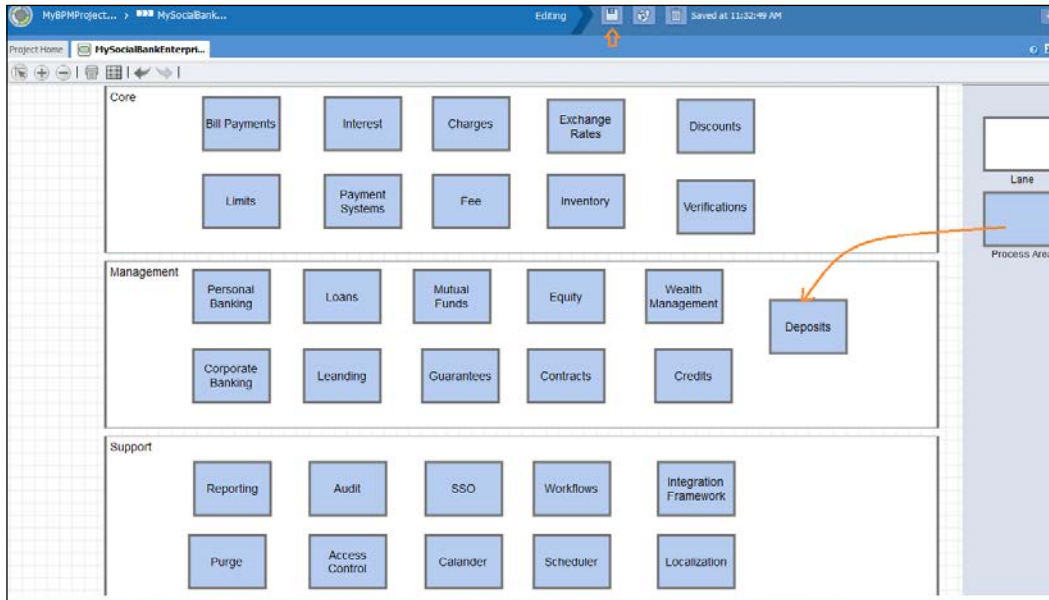 MyBPMProject... › MySocialBank...
Editing
Saved at 11:32:49 AM
Project Home
MySocialBankEnterpri...
Core
Bill Payments
Interest
Charges
Exchange
Rates
Discounts
Limits
Payment
Systems
Fee
Inventory
Verifications
Lane
Process Area
Management
Personal
Banking
Loans
Mutual
Funds
Equity
Wealth
Management
Deposits
Corporate
Banking
Leanding
Guarantees
Contracts
Credits
Support
Reporting
Audit
SSO
Workflows
Integration
Framework
Purge
Access
Control
Calander
Scheduler
Localization